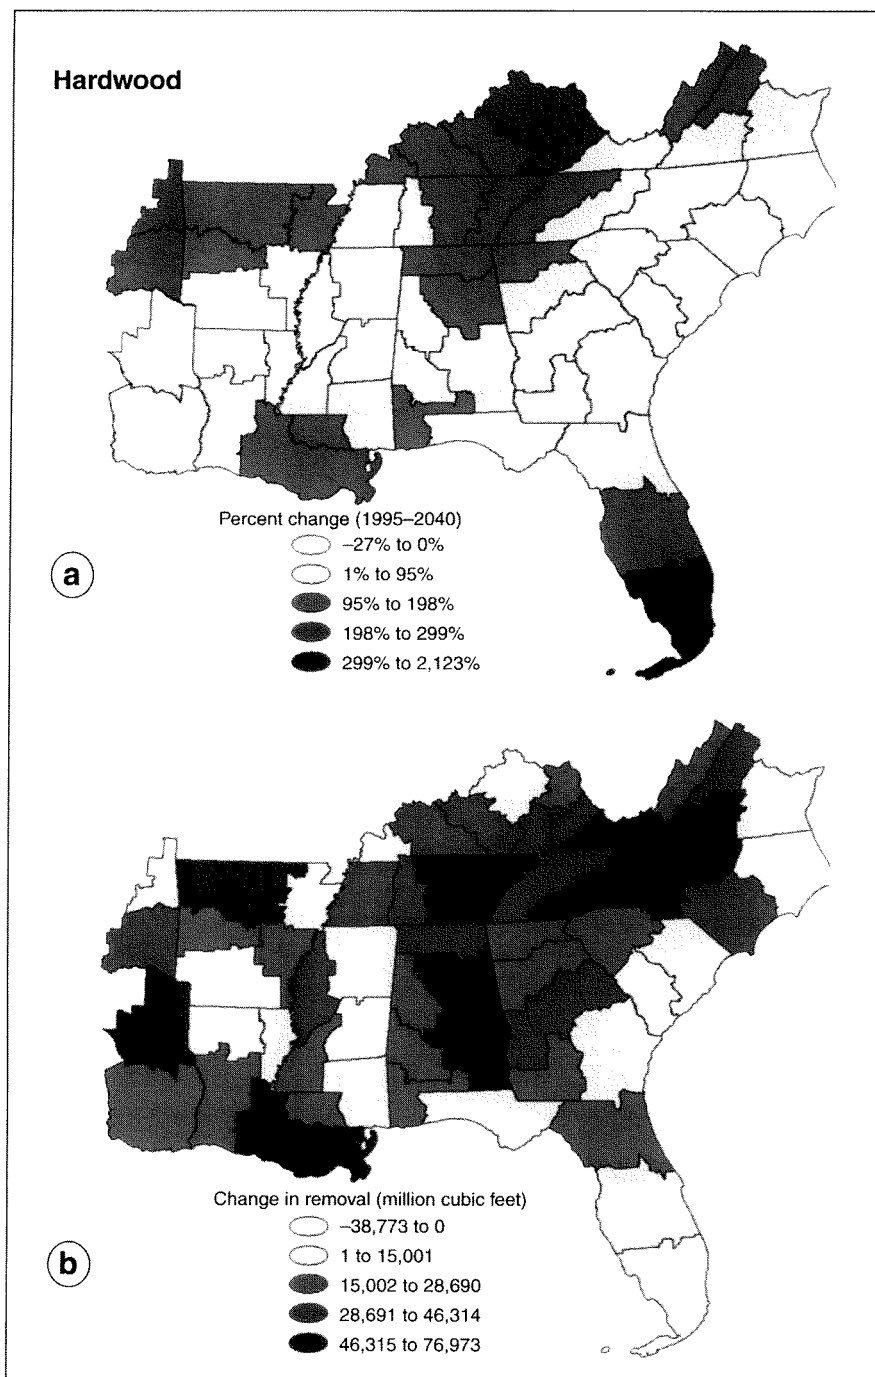 Hardwood
Percent change (1995–2040)
–27% to 0%
1% to 95%
95% to 198%
198% to 299%
299% to 2,123%
a
Change in removal (million cubic feet)
–38,773 to 0
1 to 15,001
15,002 to 28,690
28,691 to 46,314
46,315 to 76,973
b